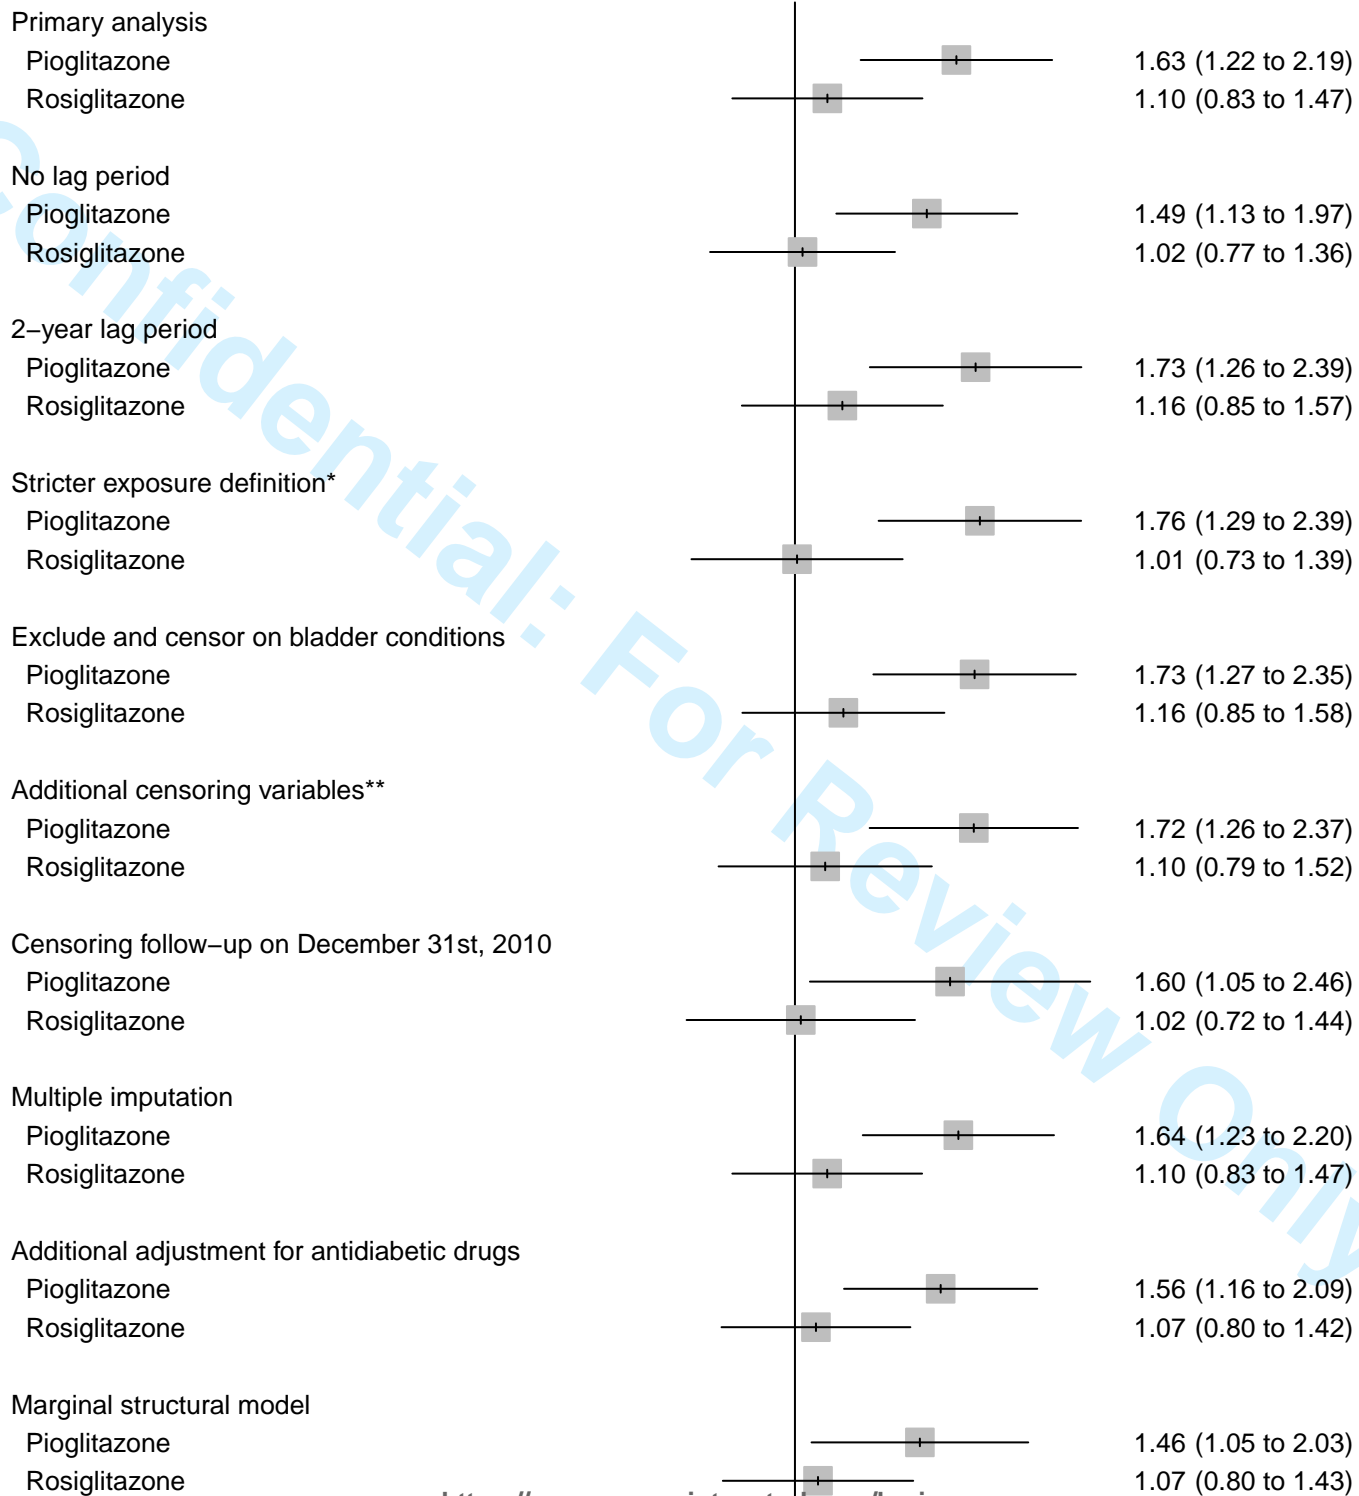 Primary analysis
Pioglitazone 1.63 (1.22 to 2.19)
Rosiglitazone 1.10 (0.83 to 1.47)
No lag period
Pioglitazone 1.49 (1.13 to 1.97)
Rosiglitazone 1.02 (0.77 to 1.36)
2−year lag period
Pioglitazone 1.73 (1.26 to 2.39)
Rosiglitazone 1.16 (0.85 to 1.57)
Stricter exposure definition*
Pioglitazone 1.76 (1.29 to 2.39)
Rosiglitazone 1.01 (0.73 to 1.39)
Exclude and censor on bladder conditions
Pioglitazone 1.73 (1.27 to 2.35)
Rosiglitazone 1.16 (0.85 to 1.58)
Additional censoring variables**
Pioglitazone 1.72 (1.26 to 2.37)
Rosiglitazone 1.10 (0.79 to 1.52)
Censoring follow−up on December 31st, 2010
Pioglitazone 1.60 (1.05 to 2.46)
Rosiglitazone 1.02 (0.72 to 1.44)
Multiple imputation
Pioglitazone 1.64 (1.23 to 2.20)
Rosiglitazone 1.10 (0.83 to 1.47)
Additional adjustment for antidiabetic drugs
Pioglitazone 1.56 (1.16 to 2.09)
Rosiglitazone 1.07 (0.80 to 1.42)
Marginal structural model
Pioglitazone 1.46 (1.05 to 2.03)
Rosiglitazone 1.07 (0.80 to 1.43)
Confidential: For Review Only